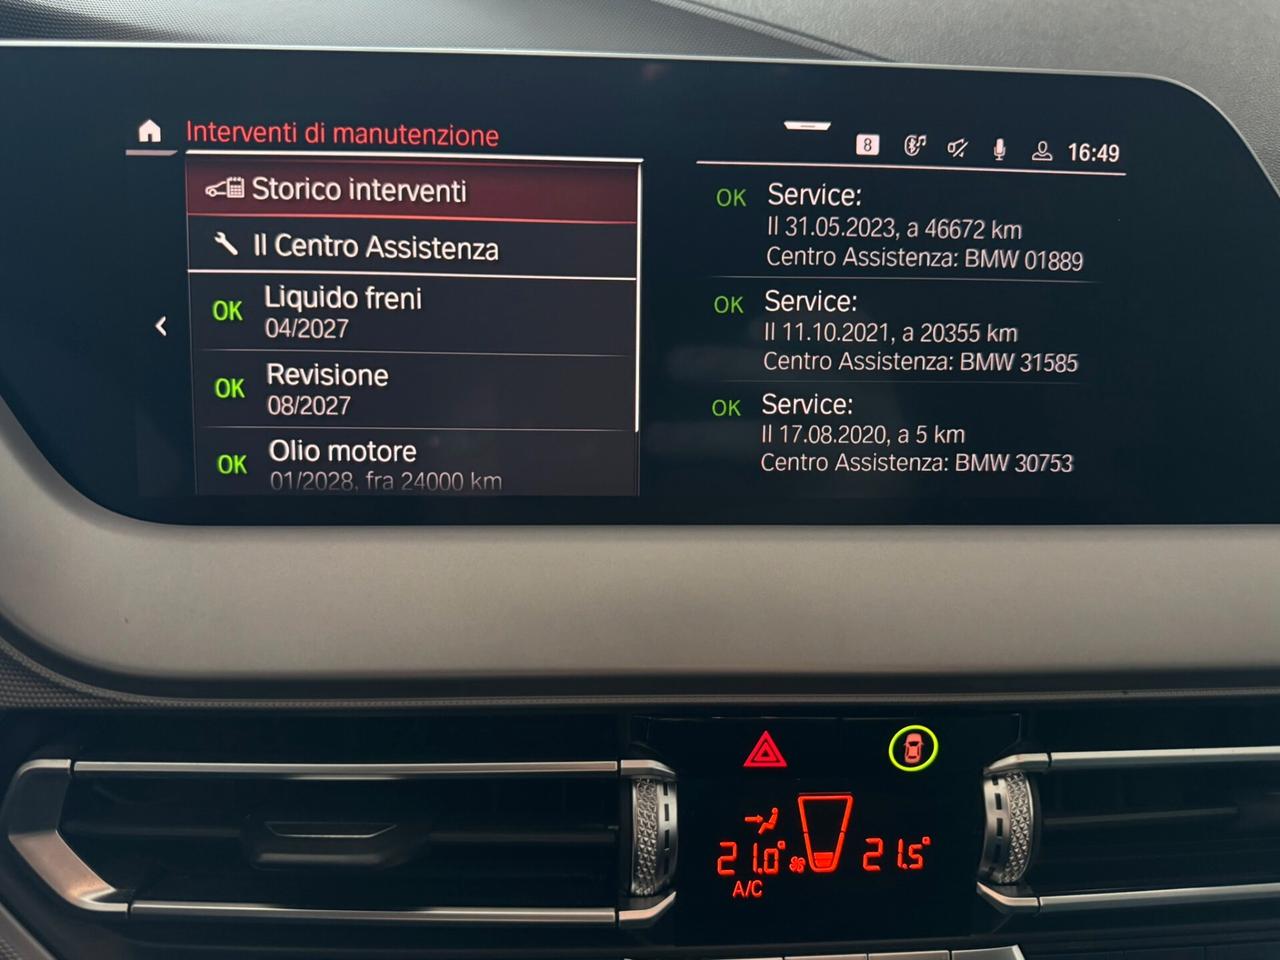 Interventi di manutenzione
8
16:49
Storico interventi
Il Centro Assistenza
OK Liquido freni
04/2027
OK Revisione
08/2027
OK Olio motore
01/2028, fra 24000 km
OK Service:
Il 31.05.2023, a 46672 km
Centro Assistenza: BMW 01889
OK Service:
Il 11.10.2021, a 20355 km
Centro Assistenza: BMW 31585
OK Service:
Il 17.08.2020, a 5 km
Centro Assistenza: BMW 30753
21.0° 21.5°
A/C